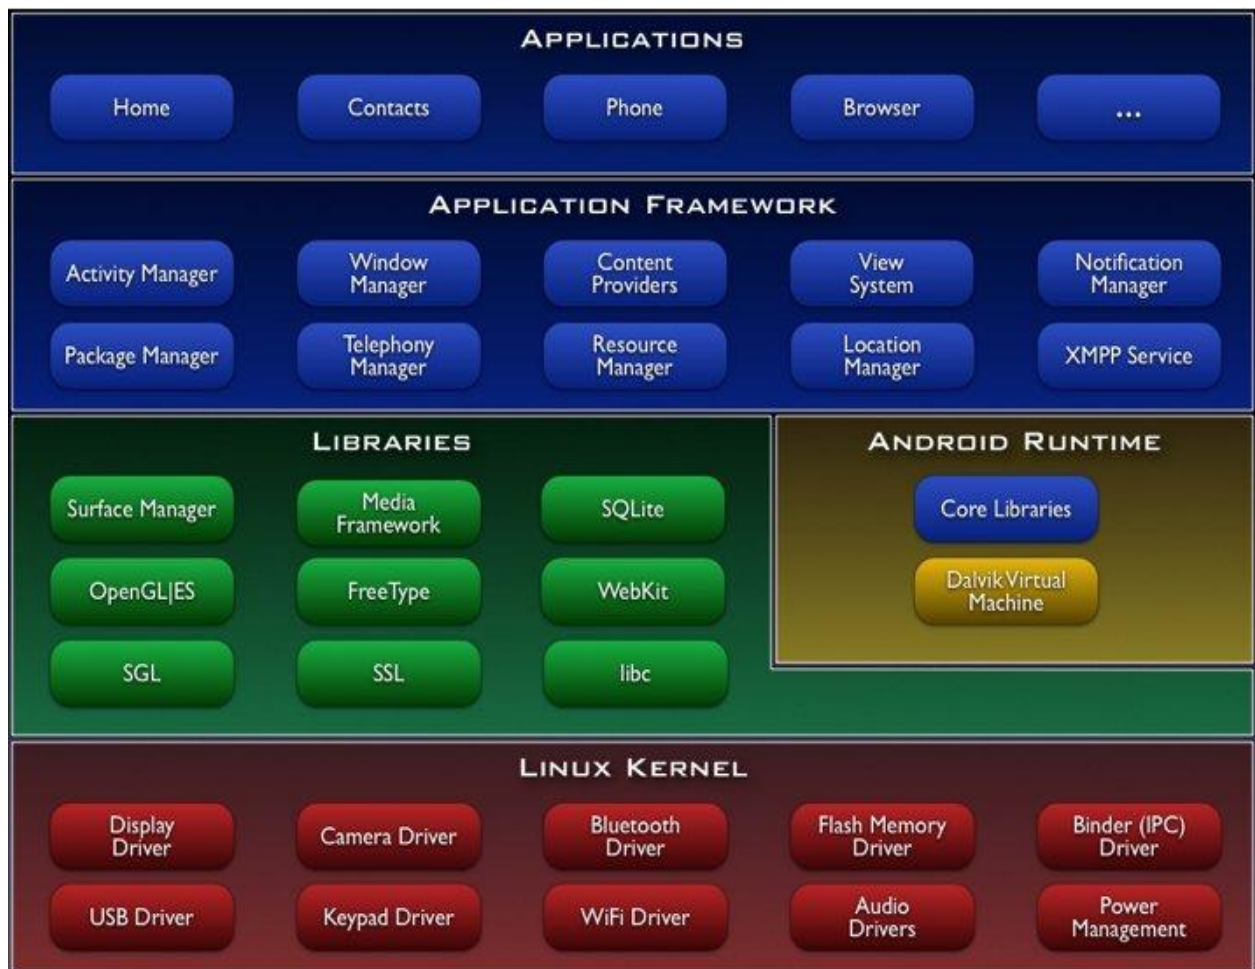 APPLICATIONS
Home
Contacts
Phone
Browser
...
APPLICATION FRAMEWORK
Activity Manager
Window
Manager
Content
Providers
View
System
Notification
Manager
Package Manager
Telephony
Manager
Resource
Manager
Location
Manager
XMPP Service
LIBRARIES
Surface Manager
Media
Framework
SQLite
OpenGL|ES
FreeType
WebKit
SGL
SSL
libc
ANDROID RUNTIME
Core Libraries
Dalvik Virtual
Machine
LINUX KERNEL
Display
Driver
Camera Driver
Bluetooth
Driver
Flash Memory
Driver
Binder (IPC)
Driver
USB Driver
Keypad Driver
WiFi Driver
Audio
Drivers
Power
Management